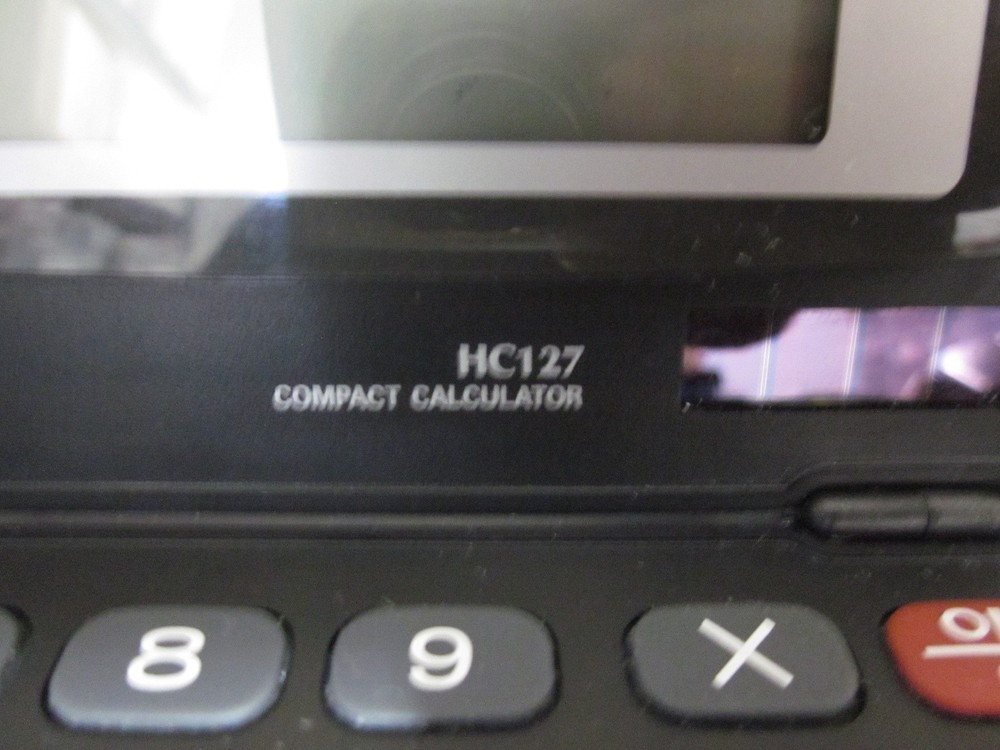 HC127
COMPACT CALCULATOR
8 9 X